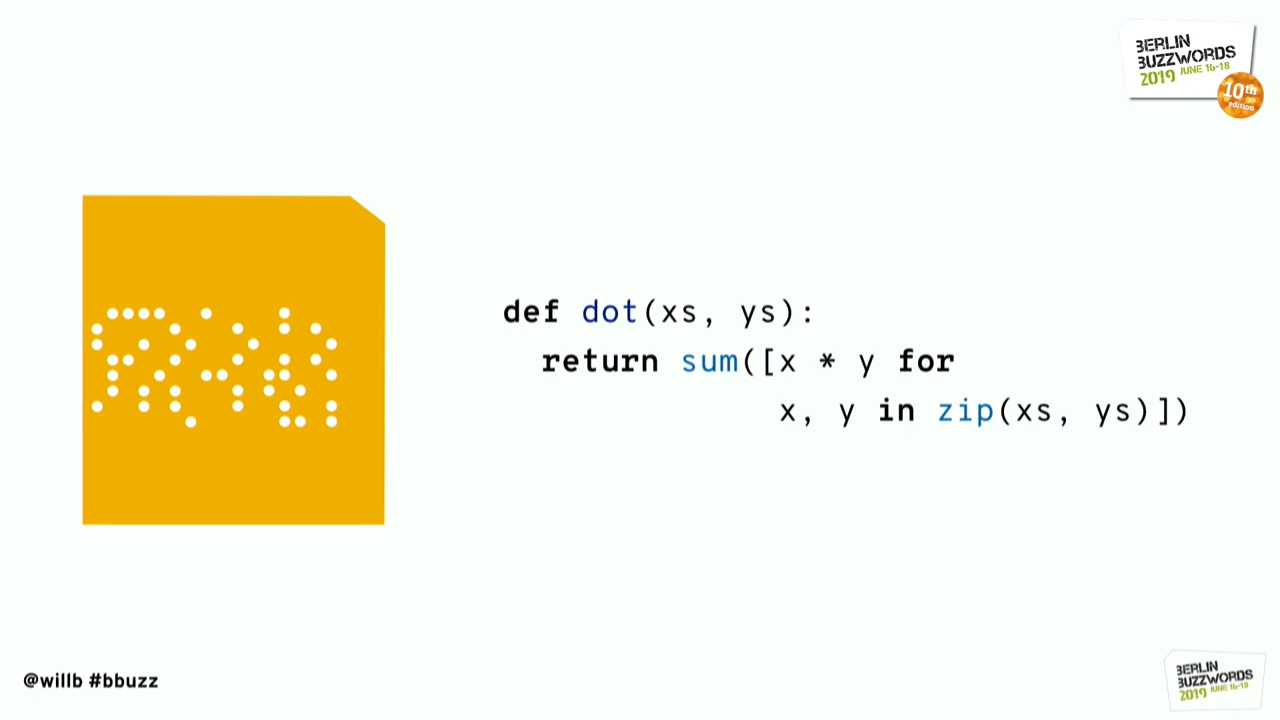 BERLIN
BUZZWORDS
2019 JUNE 16-18
10th
edition
def dot(xs, ys):
return sum([x * y for
x, y in zip(xs, ys)])
@willb #bbuzz
BERLIN
BUZZWORDS
2019 JUNE 16-18